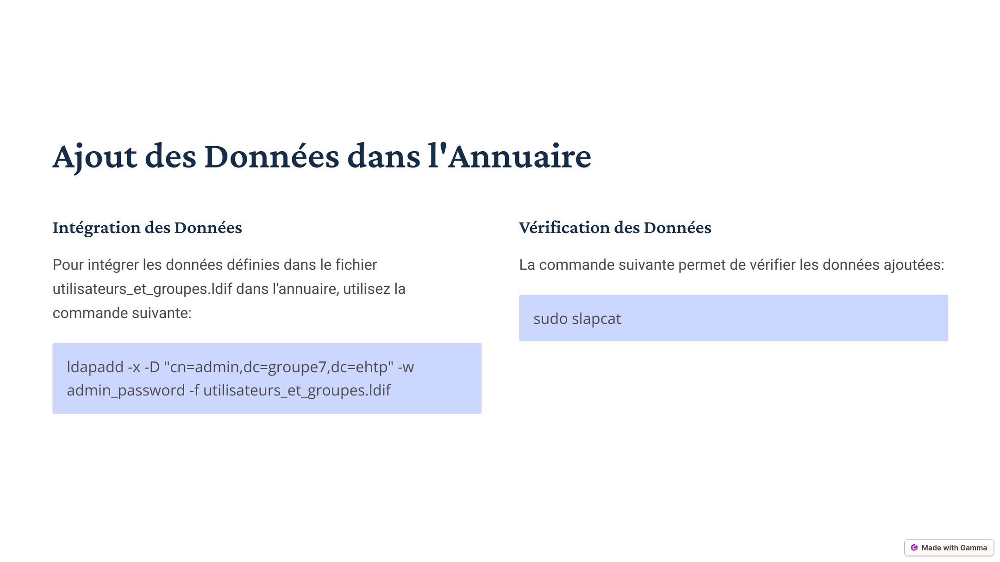 Ajout des Données dans l'Annuaire
Intégration des Données
Pour intégrer les données définies dans le fichier
utilisateurs_et_groupes.ldif dans l'annuaire, utilisez la
commande suivante:
ldapadd -x -D "cn=admin,dc=groupe7,dc=ehtp" -w
admin_password -f utilisateurs_et_groupes.ldif
Vérification des Données
La commande suivante permet de vérifier les données ajoutées:
sudo slapcat
Made with Gamma